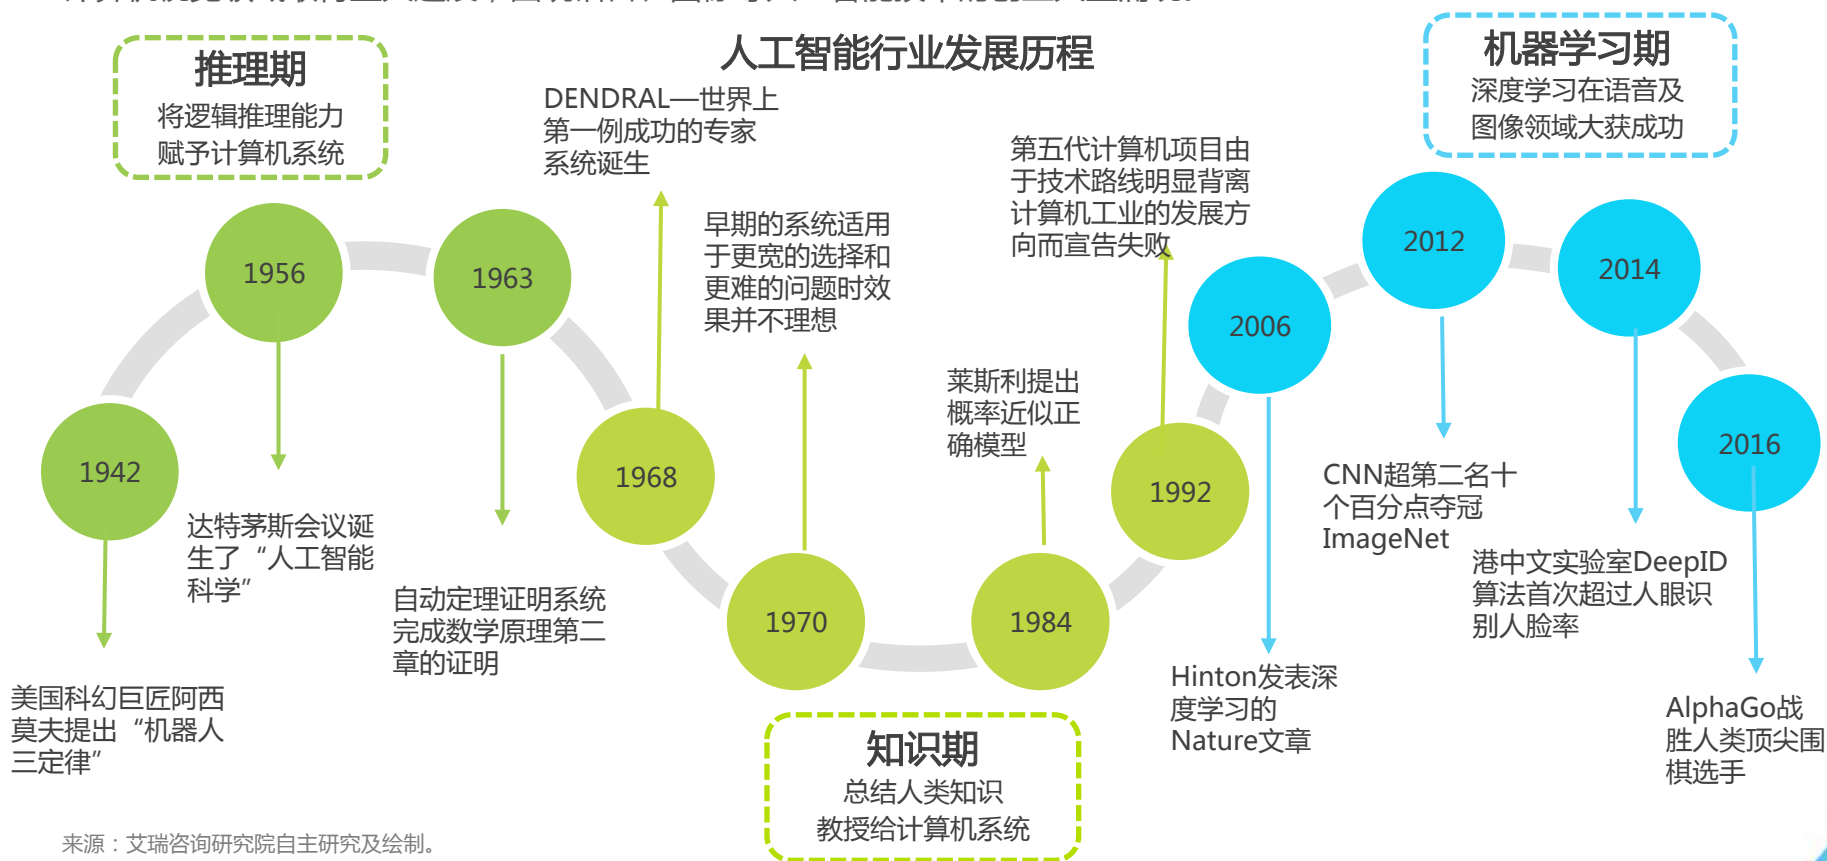 人工智能行业发展历程
推理期
将逻辑推理能力
赋予计算机系统
机器学习期
深度学习在语音及
图像领域大获成功
DENDRAL—世界上
第一例成功的专家
系统诞生
第五代计算机项目由
于技术路线明显背离
计算机工业的发展方
向而宣告失败
早期的系统适用
于更宽的选择和
更难的问题时效
果并不理想
莱斯利提出
概率近似正
确模型
1942
1956
1963
1968
1970
1984
1992
2006
2012
2014
2016
美国科幻巨匠阿西
莫夫提出“机器人
三定律”
达特茅斯会议诞
生了“人工智能
科学”
自动定理证明系统
完成数学原理第二
章的证明
Hinton发表深
度学习的
Nature文章
CNN超第二名十
个百分点夺冠
ImageNet
港中文实验室DeepID
算法首次超过人眼识
别人脸率
AlphaGo战
胜人类顶尖围
棋选手
知识期
总结人类知识
教授给计算机系统
来源：艾瑞咨询研究院自主研究及绘制。